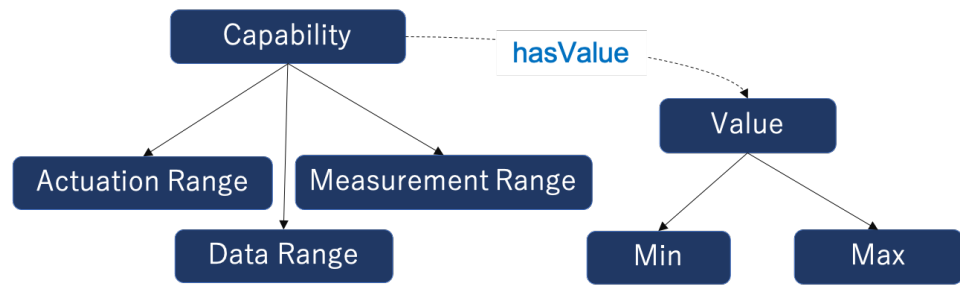 Capability
hasValue
Value
Actuation Range
Measurement Range
Data Range
Min
Max